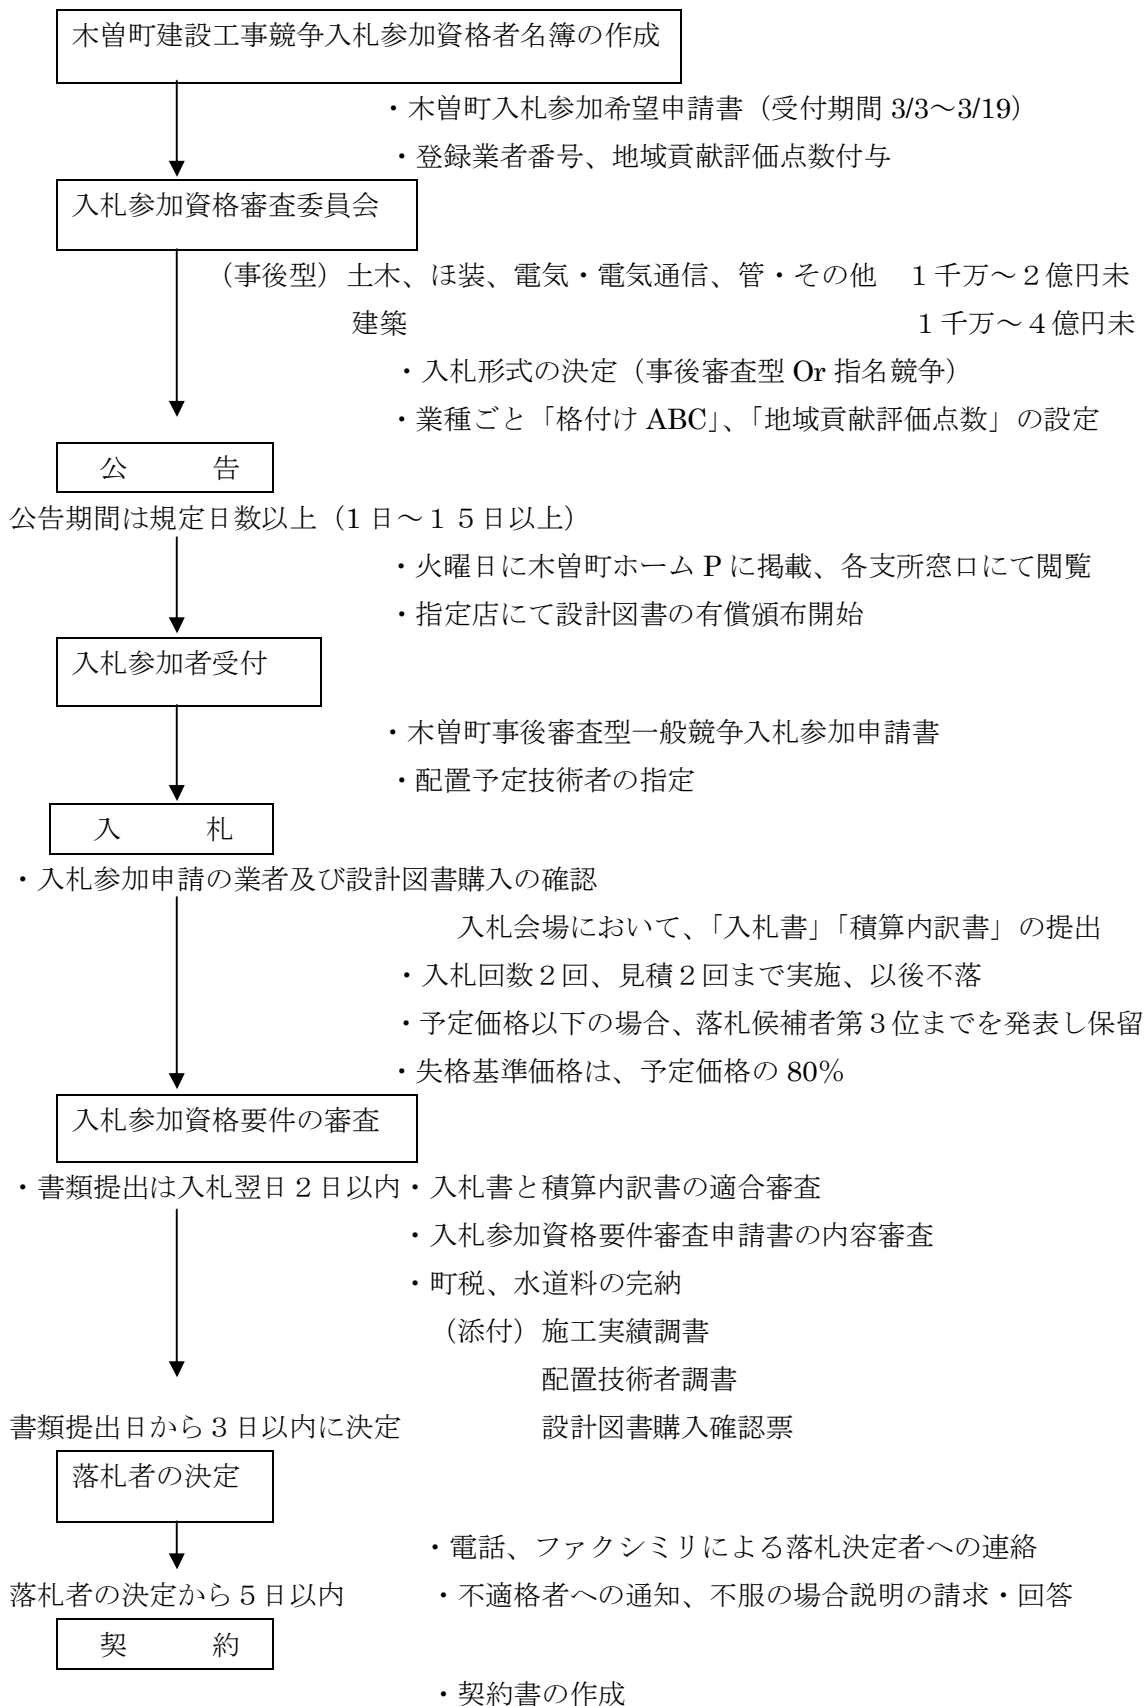 木曽町建設工事競争入札参加資格者名簿の作成
・木曽町入札参加希望申請書（受付期間 3/3～3/19）
・登録業者番号、地域貢献評価点数付与
入札参加資格審査委員会
（事後型）土木、ほ装、電気・電気通信、管・その他　１千万～２億円未
建築　１千万～４億円未
・入札形式の決定（事後審査型 Or 指名競争）
・業種ごと「格付け ABC」、「地域貢献評価点数」の設定
公　　告
公告期間は規定日数以上（1 日～１５日以上）
・火曜日に木曽町ホーム P に掲載、各支所窓口にて閲覧
・指定店にて設計図書の有償頒布開始
入札参加者受付
・木曽町事後審査型一般競争入札参加申請書
・配置予定技術者の指定
入　　札
・入札参加申請の業者及び設計図書購入の確認
入札会場において、「入札書」「積算内訳書」の提出
・入札回数２回、見積２回まで実施、以後不落
・予定価格以下の場合、落札候補者第３位までを発表し保留
・失格基準価格は、予定価格の 80％
入札参加資格要件の審査
・書類提出は入札翌日２日以内・入札書と積算内訳書の適合審査
・入札参加資格要件審査申請書の内容審査
・町税、水道料の完納
（添付）施工実績調書
配置技術者調書
書類提出日から３日以内に決定　設計図書購入確認票
落札者の決定
・電話、ファクシミリによる落札決定者への連絡
落札者の決定から５日以内　・不適格者への通知、不服の場合説明の請求・回答
契　　約
・契約書の作成